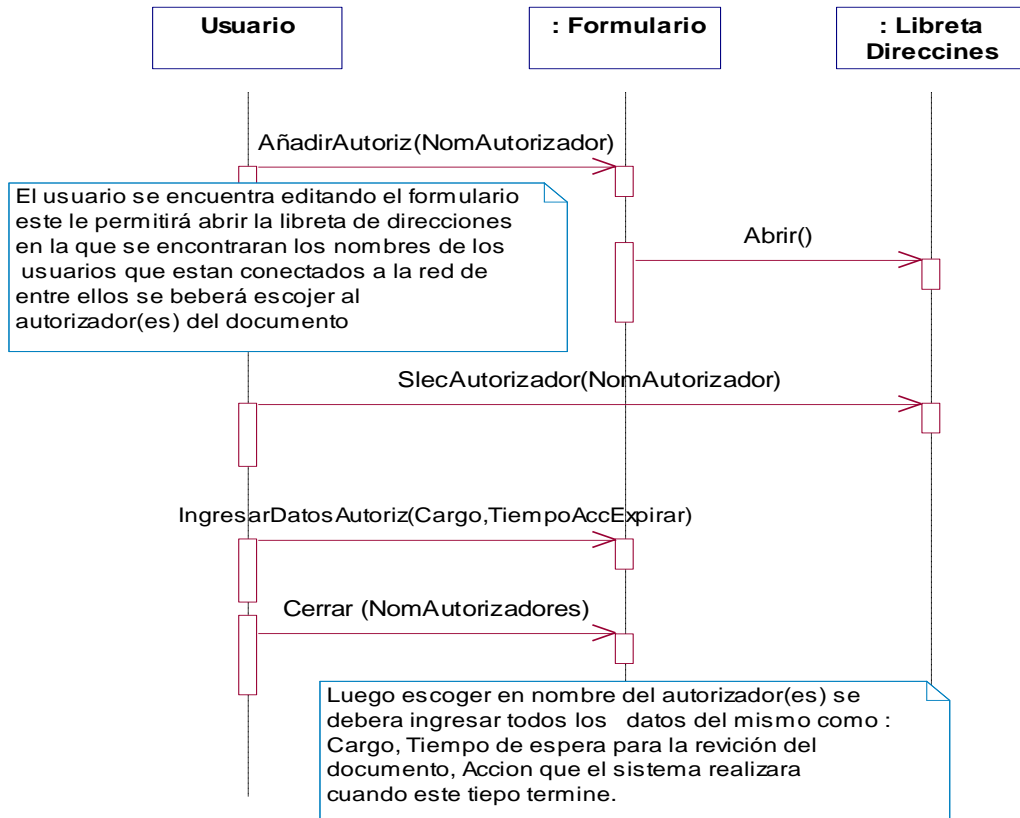 Usuario
: Formulario
: Libreta
Direccines
AñadirAutoriz(NomAutorizador)
El usuario se encuentra editando el formulario
este le permitirá abrir la libreta de direcciones
en la que se encontraran los nombres de los
usuarios que estan conectados a la red de
entre ellos se beberá escojer al
autorizador(es) del documento
Abrir()
SlecAutorizador(NomAutorizador)
IngresarDatosAutoriz(Cargo,TiempoAccExpirar)
Cerrar (NomAutorizadores)
Luego escoger en nombre del autorizador(es) se
debera ingresar todos los datos del mismo como :
Cargo, Tiempo de espera para la revición del
documento, Accion que el sistema realizara
cuando este tiepo termine.